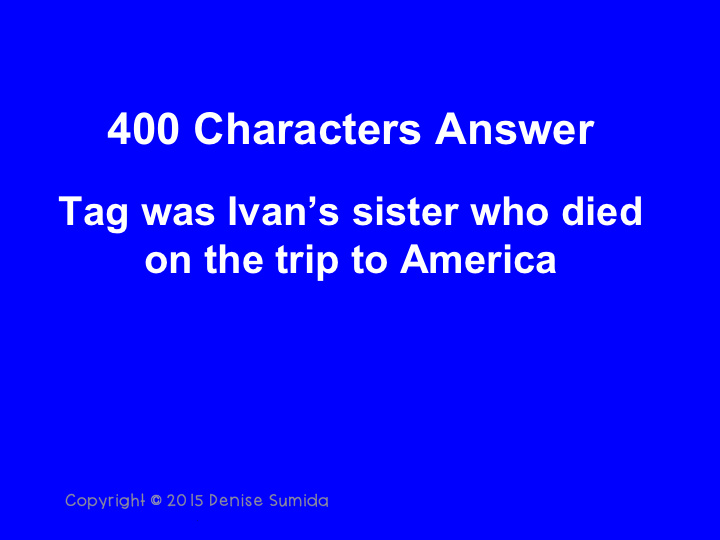 400 Characters Answer
Tag was Ivan’s sister who died
on the trip to America
Copyright © 2015 Denise Sumida